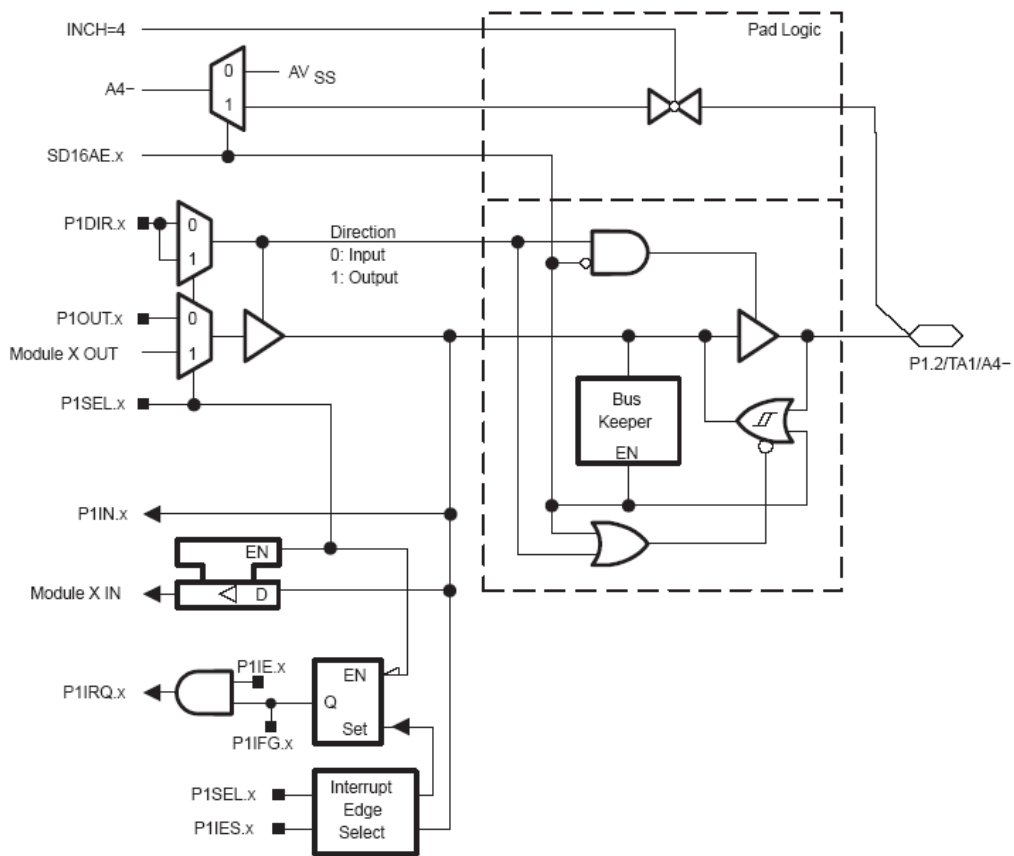 INCH=4
Pad Logic
0
AV SS
A4−
1
SD16AE.x
P1DIR.x
0
1
Direction
0: Input
1: Output
P1OUT.x
0
Module X OUT
1
P1.2/TA1/A4−
P1SEL.x
Bus
Keeper
EN
P1IN.x
EN
Module X IN
D
P1IE.x
P1IRQ.x
EN
Q
Set
P1IFG.x
P1SEL.x
P1IES.x
Interrupt
Edge
Select